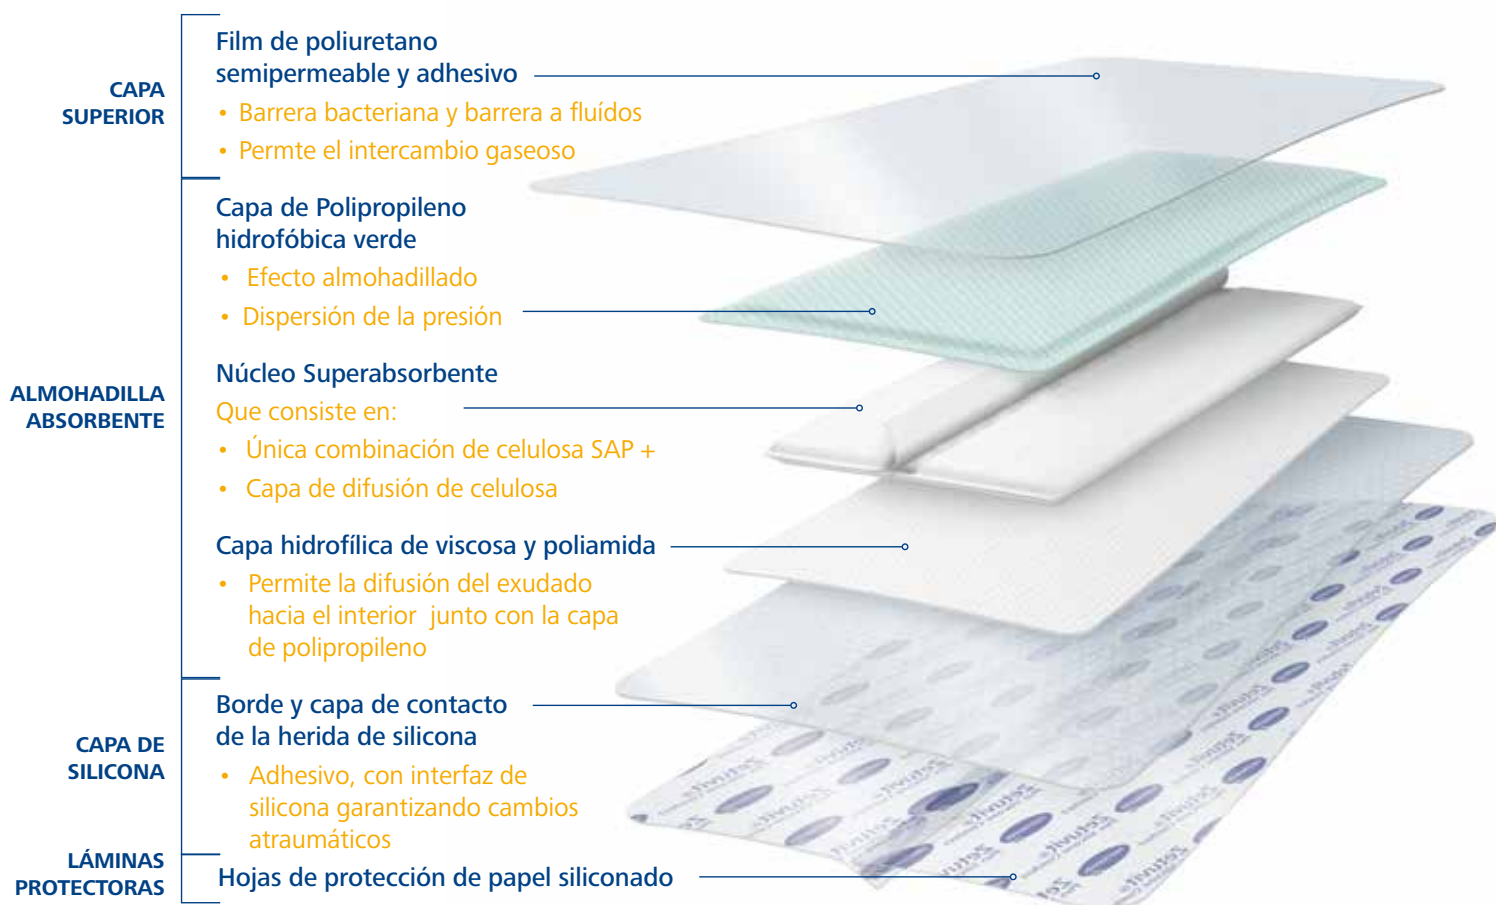 CAPA
SUPERIOR
Film de poliuretano
semipermeable y adhesivo
• Barrera bacteriana y barrera a fluídos
• Permte el intercambio gaseoso
ALMOHADILLA
ABSORBENTE
Capa de Polipropileno
hidrofóbica verde
• Efecto almohadillado
• Dispersión de la presión
Núcleo Superabsorbente
Que consiste en:
• Única combinación de celulosa SAP +
• Capa de difusión de celulosa
Capa hidrofílica de viscosa y poliamida
• Permite la difusión del exudado
hacia el interior junto con la capa
de polipropileno
CAPA DE
SILICONA
Borde y capa de contacto
de la herida de silicona
• Adhesivo, con interfaz de
silicona garantizando cambios
atraumáticos
LÁMINAS
PROTECTORAS
Hojas de protección de papel siliconado
Zetuvit